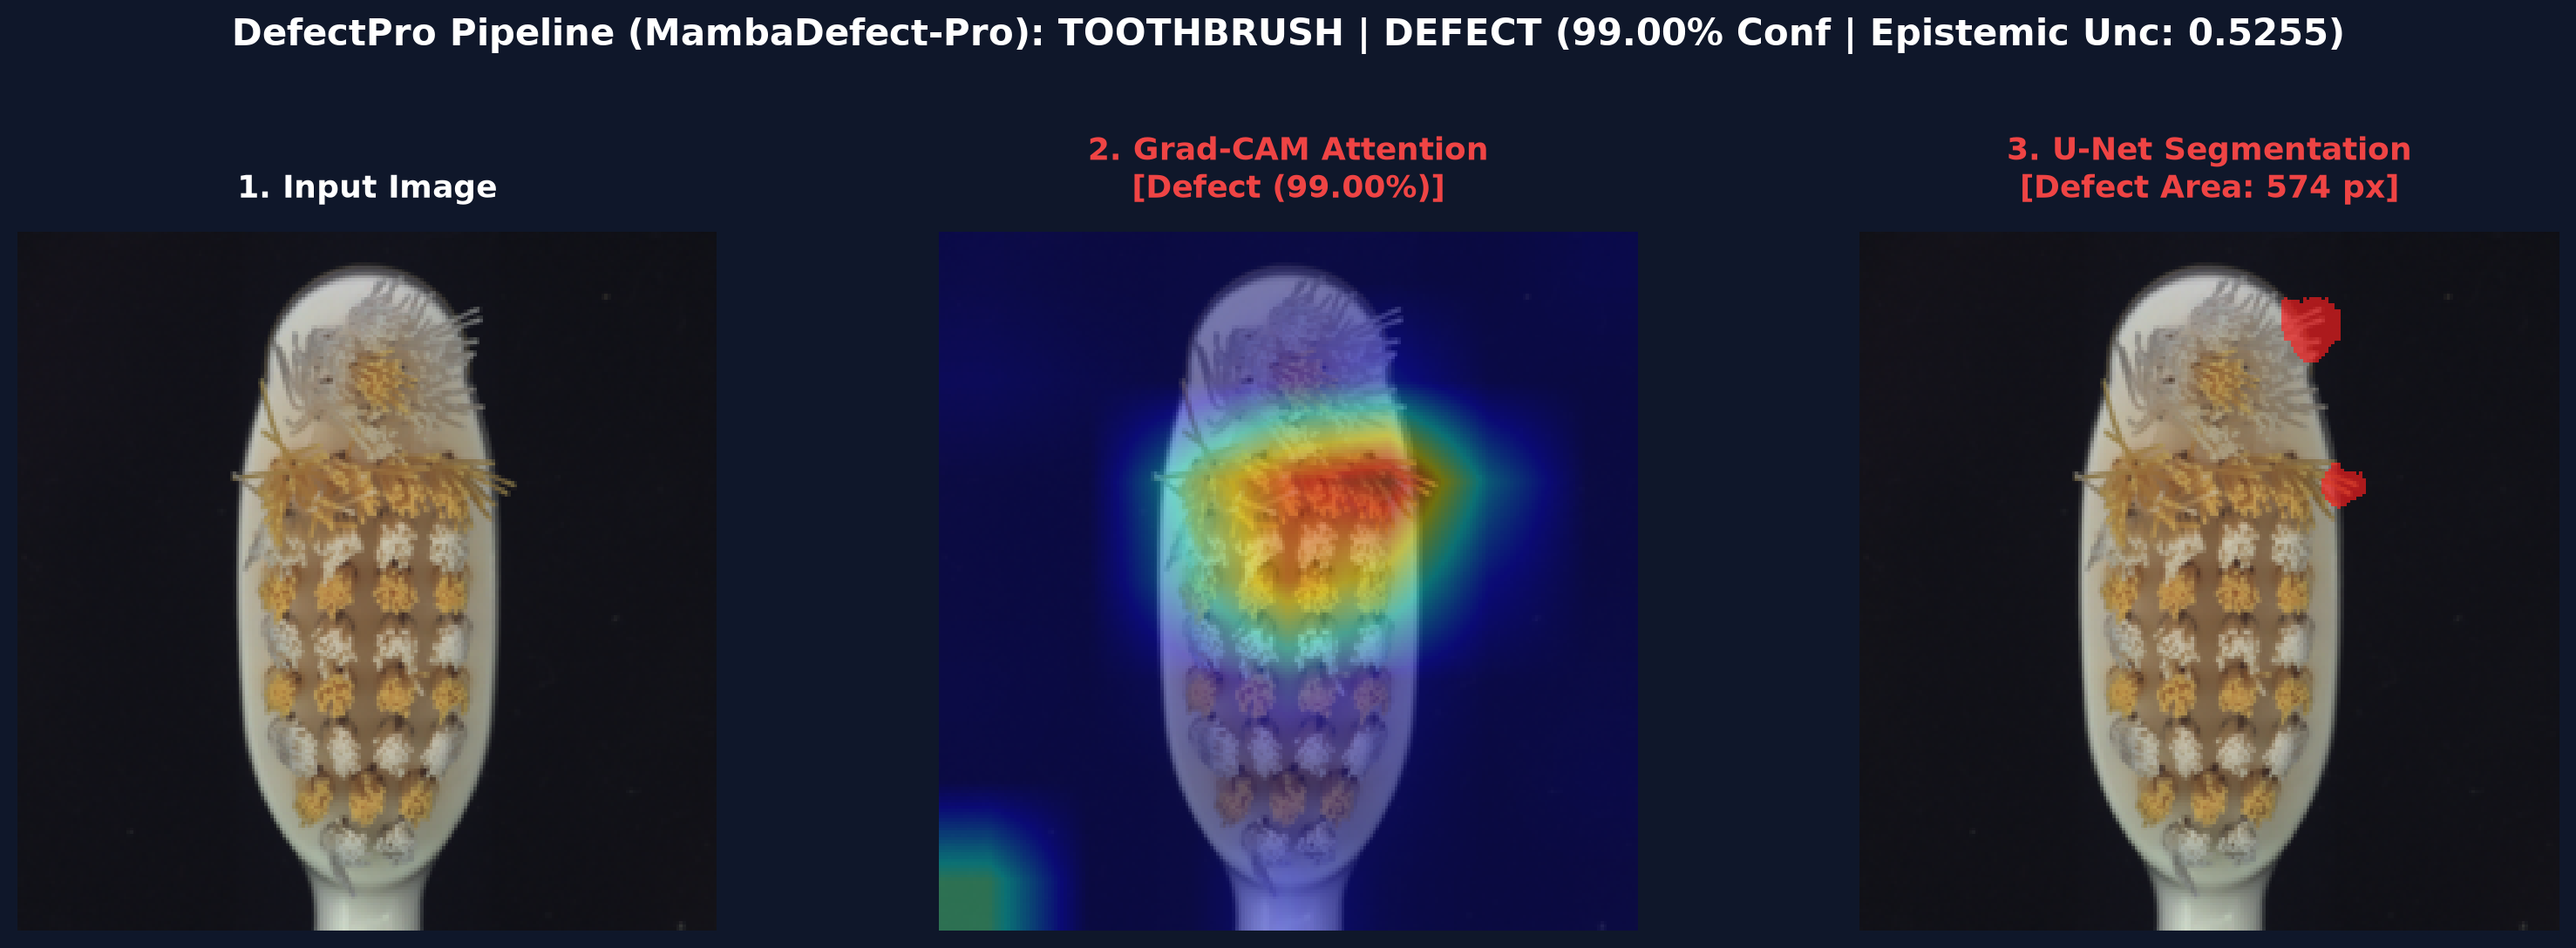 DefectPro Pipeline (MambaDefect-Pro): TOOTHBRUSH | DEFECT (99.00% Conf | Epistemic Unc: 0.5255)
1. Input Image
2. Grad-CAM Attention
[Defect (99.00%)]
3. U-Net Segmentation
[Defect Area: 574 px]